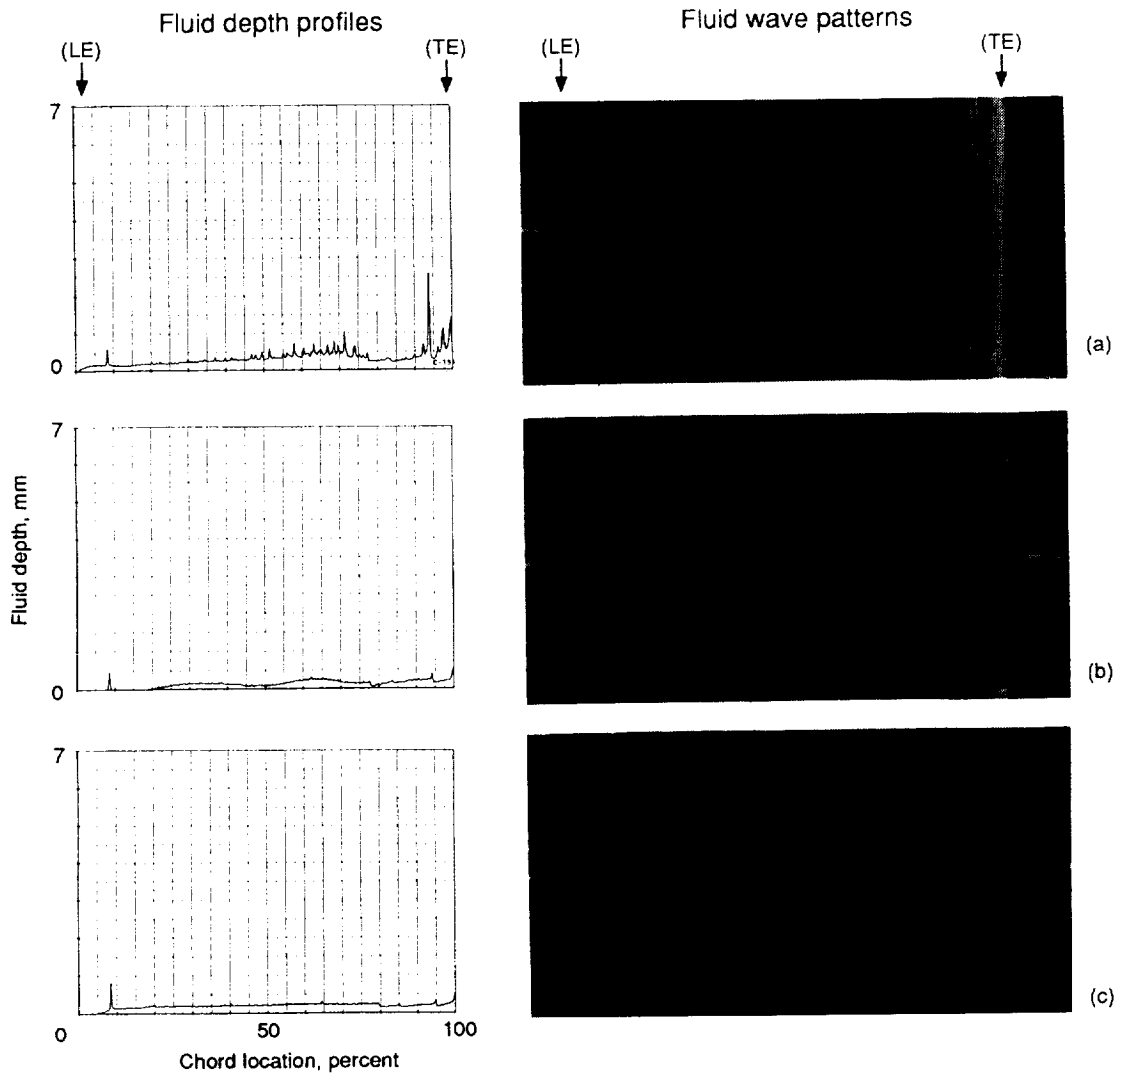 Fluid depth profiles
Fluid wave patterns
(LE)
(TE)
(LE)
(TE)
7
0
(a)
7
Fluid depth, mm
0
(b)
7
0
50
100
(c)
Chord location, percent